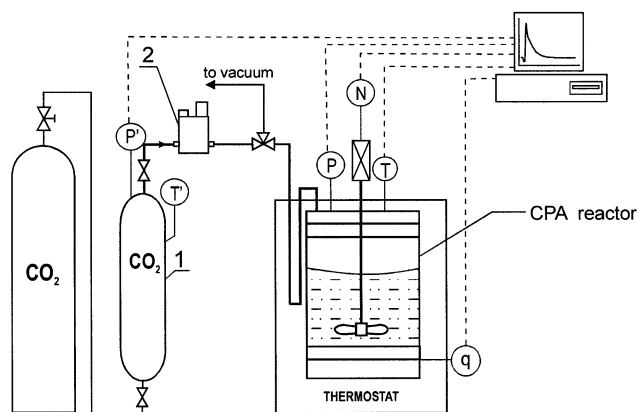 2
to vacuum
N
P'
P
T
T'
CPA reactor
CO2
CO2
1
q
THERMOSTAT